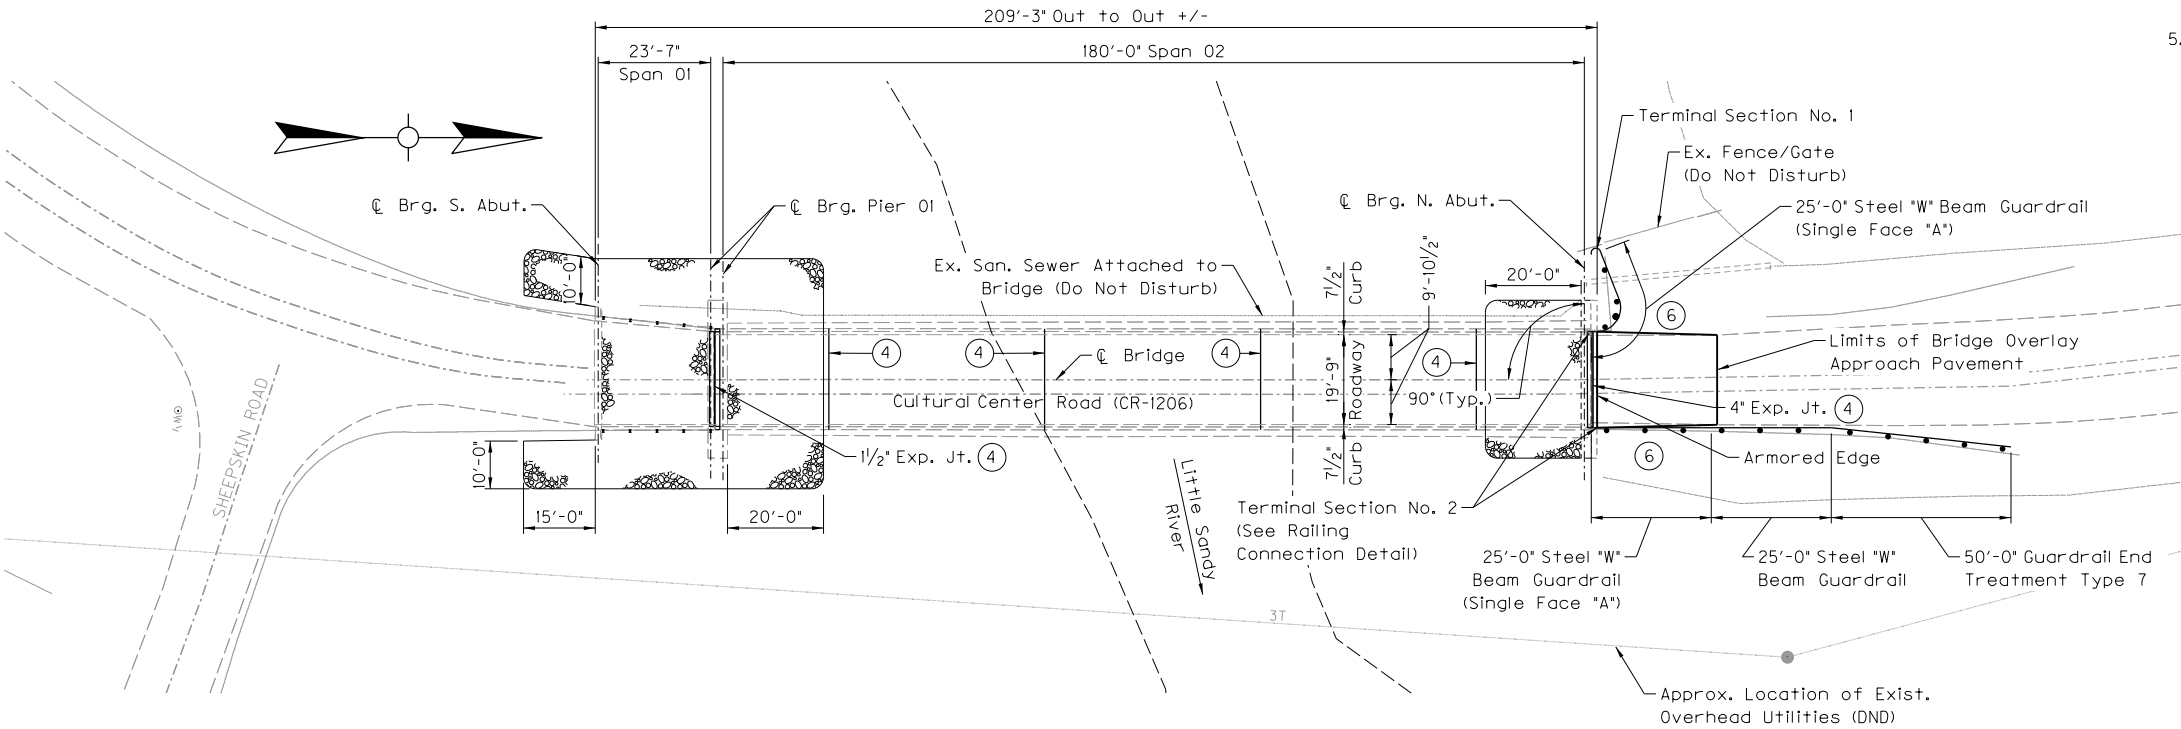 209'-3" Out to Out +/-
5.
23'-7"
Span 01
180'-0" Span 02
Terminal Section No. 1
Ex. Fence/Gate
(Do Not Disturb)
℄ Brg. S. Abut.
℄ Brg. Pier 01
℄ Brg. N. Abut.
25'-0" Steel "W" Beam Guardrail
(Single Face "A")
10'-0"
Ex. San. Sewer Attached to
Bridge (Do Not Disturb)
7½"
Curb
9'-10½"
20'-0"
6
4
4
℄ Bridge
4
4
Limits of Bridge Overlay
Approach Pavement
19'-9"
Roadway
90° (Typ.)
Cultural Center Road (CR-1206)
4" Exp. Jt. 4
SHEEPSKIN ROAD
10'-0"
1½" Exp. Jt. 4
7½"
Curb
6
Armored Edge
15'-0"
20'-0"
Little Sandy
River
Terminal Section No. 2
(See Railing
Connection Detail)
25'-0" Steel "W"
Beam Guardrail
(Single Face "A")
25'-0" Steel "W"
Beam Guardrail
50'-0" Guardrail End
Treatment Type 7
3T
Approx. Location of Exist.
Overhead Utilities (DND)